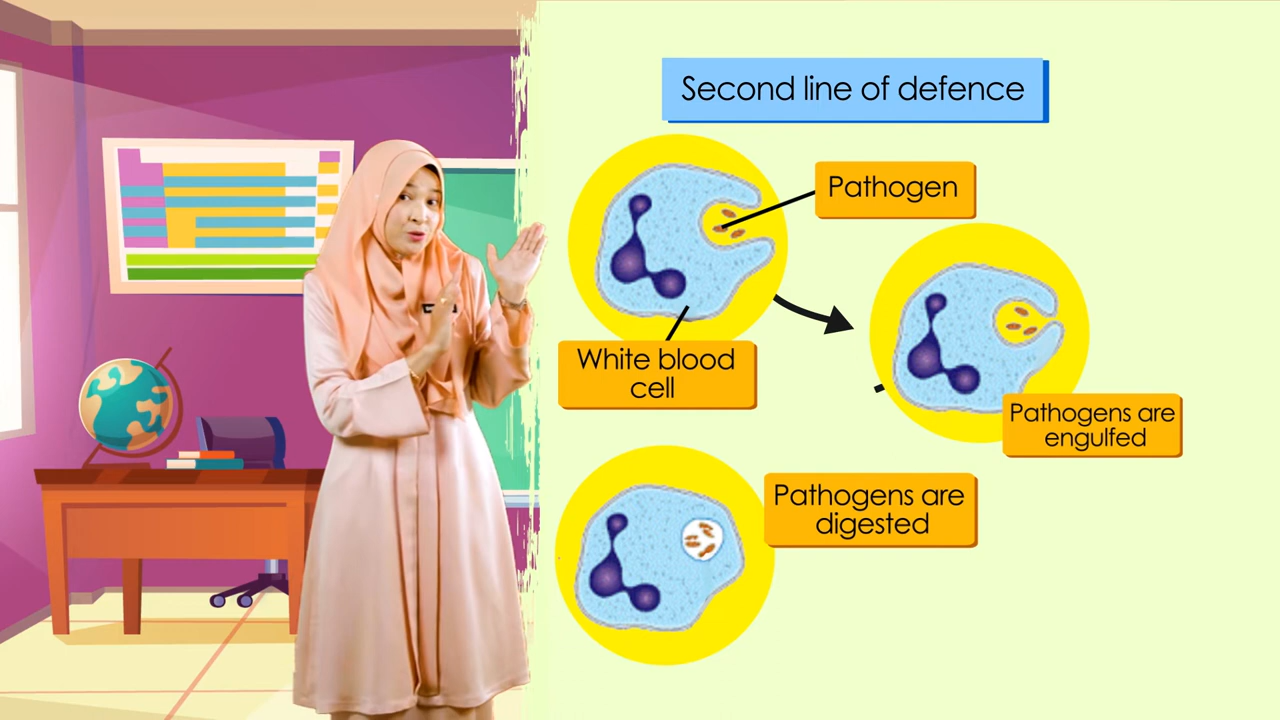 Second line of defence
Pathogen
White blood
cell
Pathogens are
engulfed
Pathogens are
digested